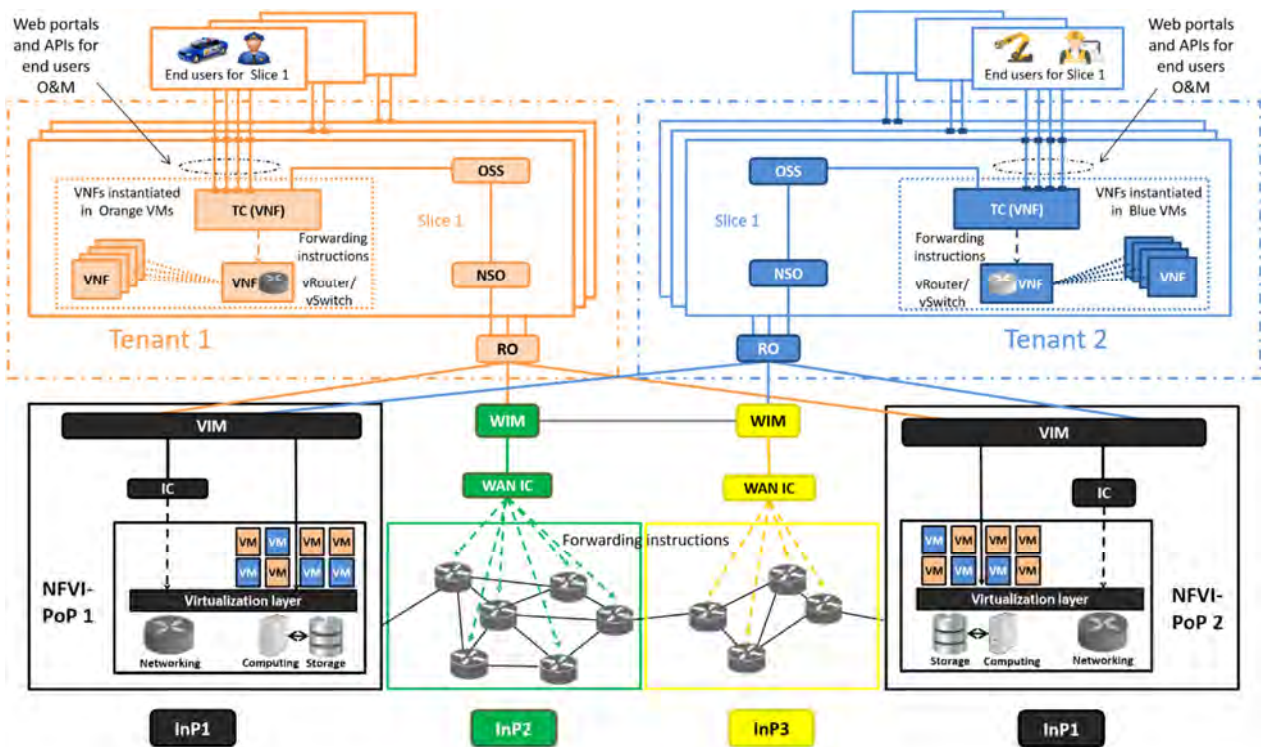 Web portals
and APIs for
end users
O&M
End users for Slice 1
End users for Slice 1
Web portals
and APIs for
end users
O&M
VNFs instantiated
in Orange VMs
TC (VNF)
OSS
Slice 1
Forwarding
instructions
VNF
VNF
vRouter/
vSwitch
NSO
Tenant 1
RO
OSS
Slice 1
TC (VNF)
VNFs instantiated
in Blue VMs
Forwarding
instructions
NSO
vRouter/
vSwitch
VNF
VNF
Tenant 2
RO
VIM
WIM
WIM
VIM
IC
WAN IC
WAN IC
IC
Forwarding instructions
VM VM VM VM
VM VM VM VM
VM VM VM VM
VM VM VM VM
NFVI-
PoP 1
Virtualization layer
Networking
Computing
Storage
Virtualization layer
Storage
Computing
Networking
NFVI-
PoP 2
InP1
InP2
InP3
InP1